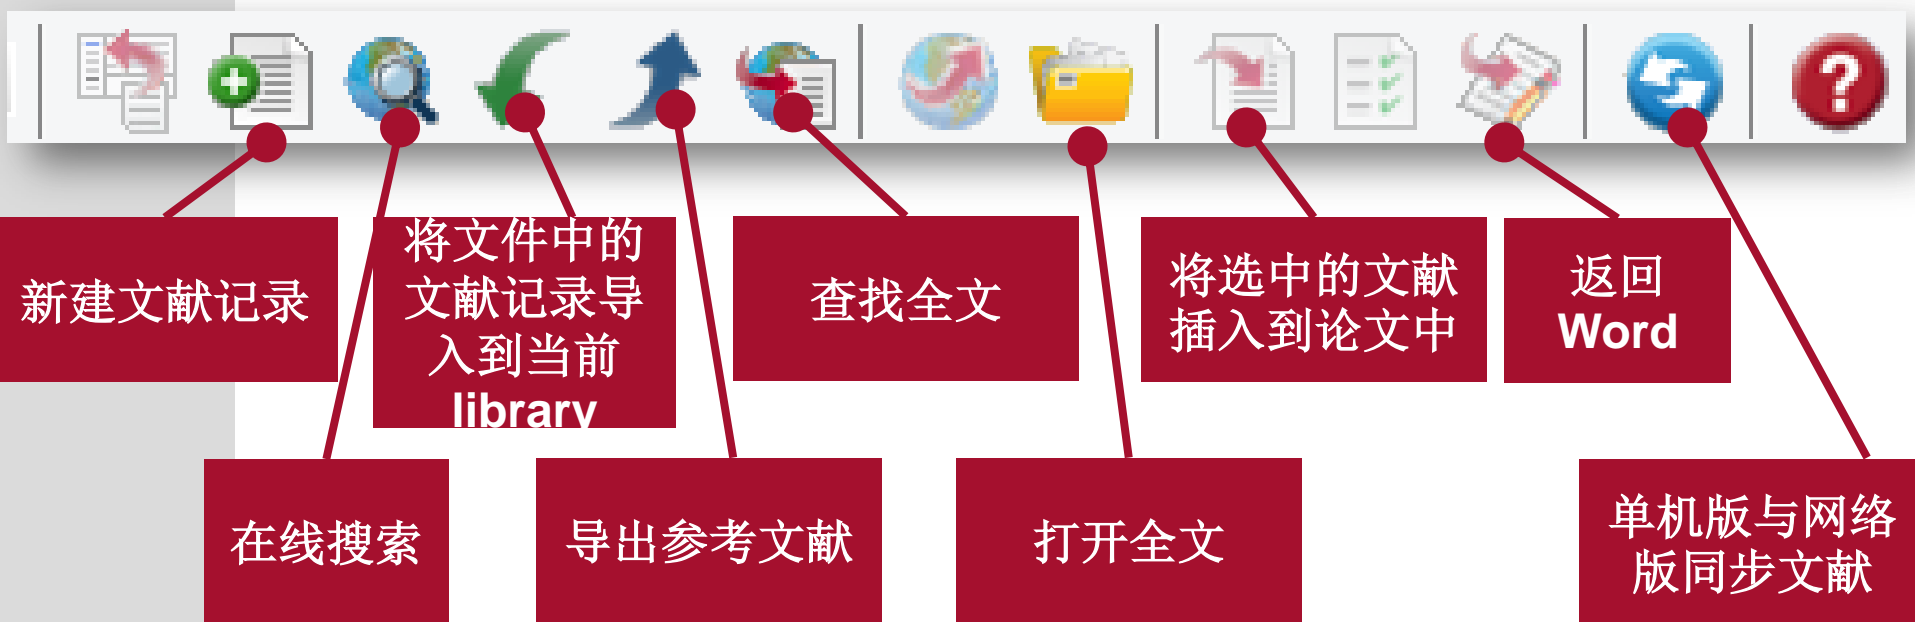 新建文献记录
将文件中的
文献记录导
入到当前
library
查找全文
将选中的文献
插入到论文中
返回
Word
在线搜索
导出参考文献
打开全文
单机版与网络
版同步文献